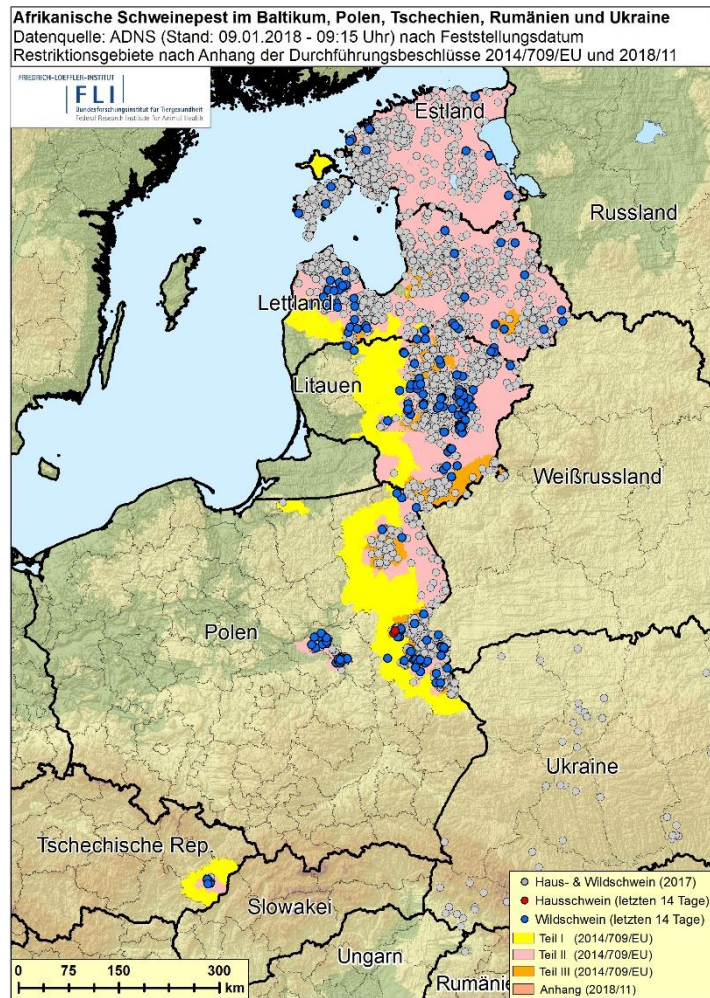 Afrikanische Schweinepest im Baltikum, Polen, Tschechien, Rumänien und Ukraine
Datenquelle: ADNS (Stand: 09.01.2018 - 09:15 Uhr) nach Feststellungsdatum
Restriktionsgebiete nach Anhang der Durchführungsbeschlüsse 2014/709/EU und 2018/11
FRIEDRICH-LOEFFLER-INSTITUT
FLI
Bundesforschungsinstitut für Tiergesundheit
Federal Research Institute for Animal Health
Estland
Russland
Lettland
Litauen
Weißrussland
Polen
Ukraine
Tschechische Rep.
Slowakei
Ungarn
Rumänie
Haus- & Wildschwein (2017)
Hausschwein (letzten 14 Tage)
Wildschwein (letzten 14 Tage)
Teil I (2014/709/EU)
Teil II (2014/709/EU)
Teil III (2014/709/EU)
Anhang (2018/11)
0 75 150 300
km